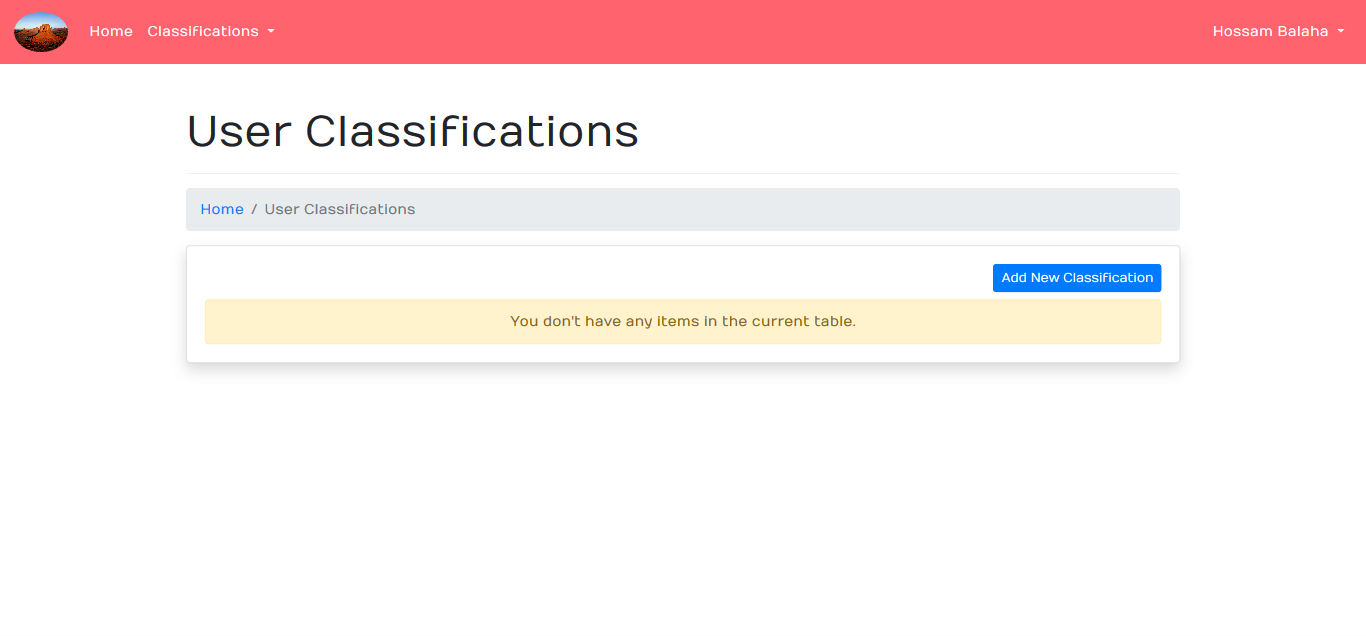 Home Classifications Hossam Balaha
User Classifications
Home / User Classifications
Add New Classification
You don't have any items in the current table.